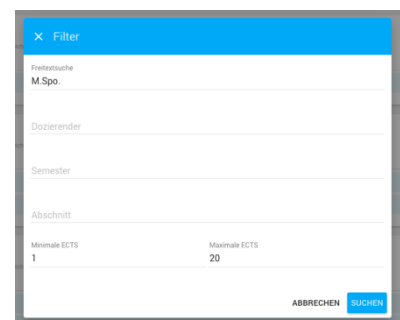 × Filter
Freitextsuche
M.Spo.
Dozierender
Semester
Abschnitt
Minimale ECTS Maximale ECTS
1 20
ABBRECHEN SUCHEN